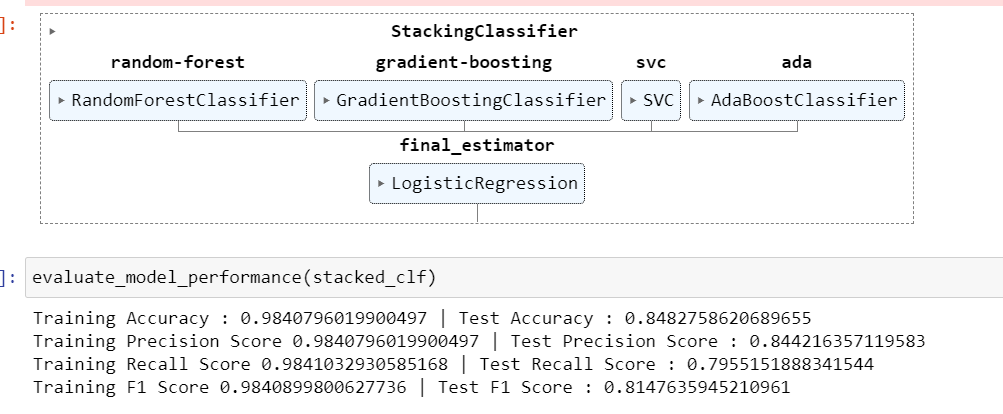 ]:
StackingClassifier
random-forest gradient-boosting svc ada
RandomForestClassifier GradientBoostingClassifier SVC AdaBoostClassifier
final_estimator
LogisticRegression
]: evaluate_model_performance(stacked_clf)
Training Accuracy : 0.9840796019900497 | Test Accuracy : 0.8482758620689655
Training Precision Score 0.9840796019900497 | Test Precision Score : 0.844216357119583
Training Recall Score 0.9841032930585168 | Test Recall Score : 0.7955151888341544
Training F1 Score 0.9840899800627736 | Test F1 Score : 0.8147635945210961